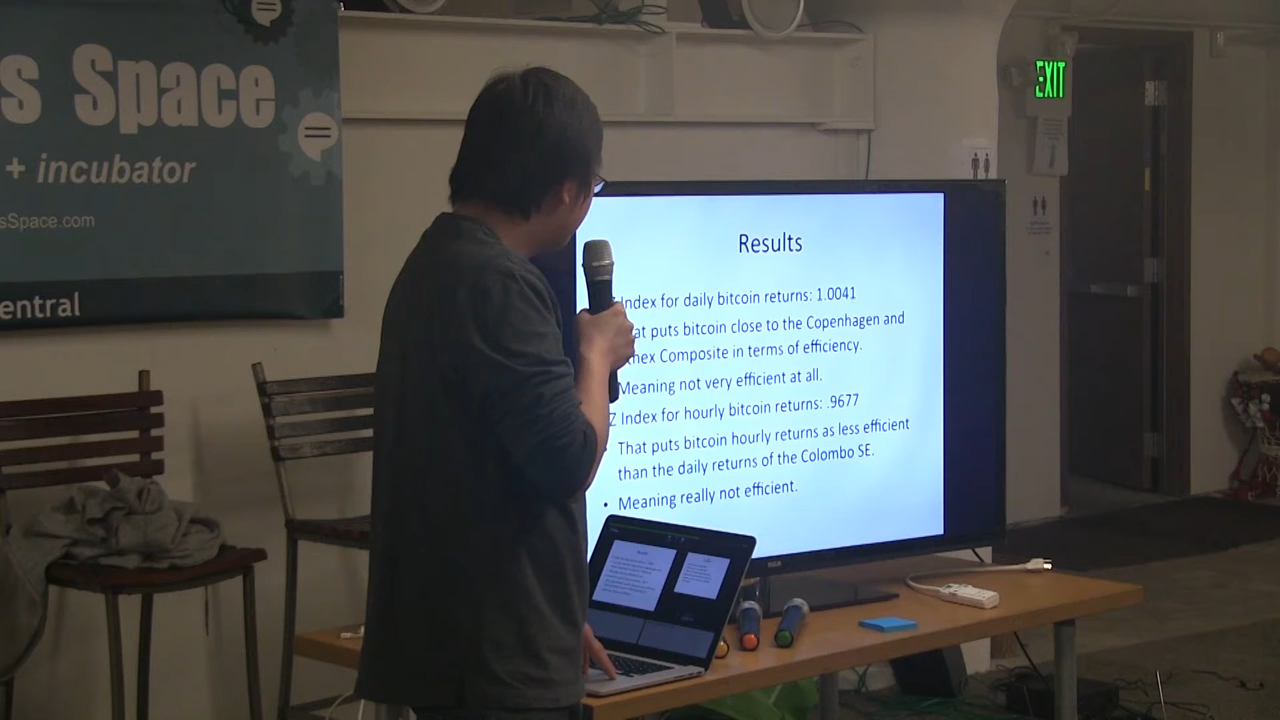 s Space
+ incubator
sSpace.com
entral
EXIT
Results
Index for daily bitcoin returns: 1.0041
at puts bitcoin close to the Copenhagen and
hex Composite in terms of efficiency.
Meaning not very efficient at all.
Z Index for hourly bitcoin returns: .9677
• That puts bitcoin hourly returns as less efficient
than the daily returns of the Colombo SE.
• Meaning really not efficient.
RCA